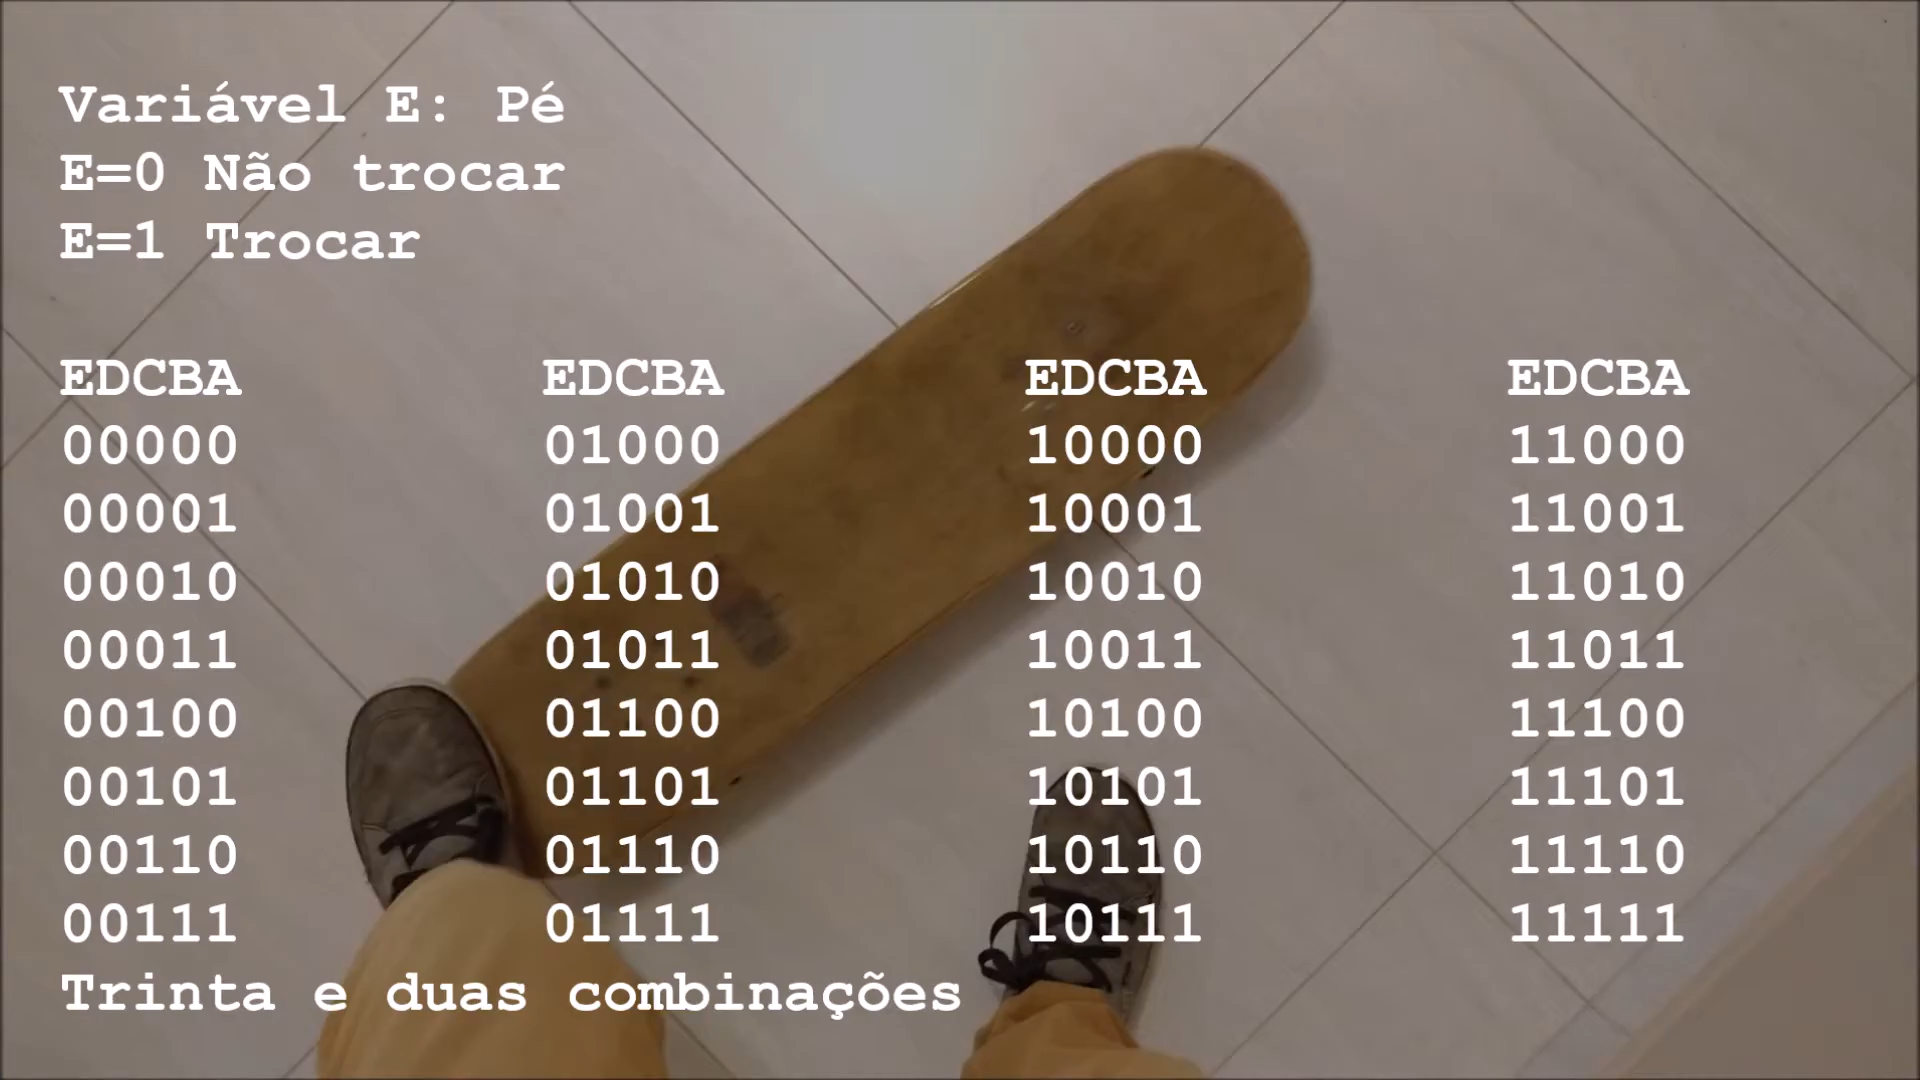 Variável E: Pé
E=0 Não trocar
E=1 Trocar
EDCBA EDCBA EDCBA EDCBA
00000 01000 10000 11000
00001 01001 10001 11001
00010 01010 10010 11010
00011 01011 10011 11011
00100 01100 10100 11100
00101 01101 10101 11101
00110 01110 10110 11110
00111 01111 10111 11111
Trinta e duas combinações